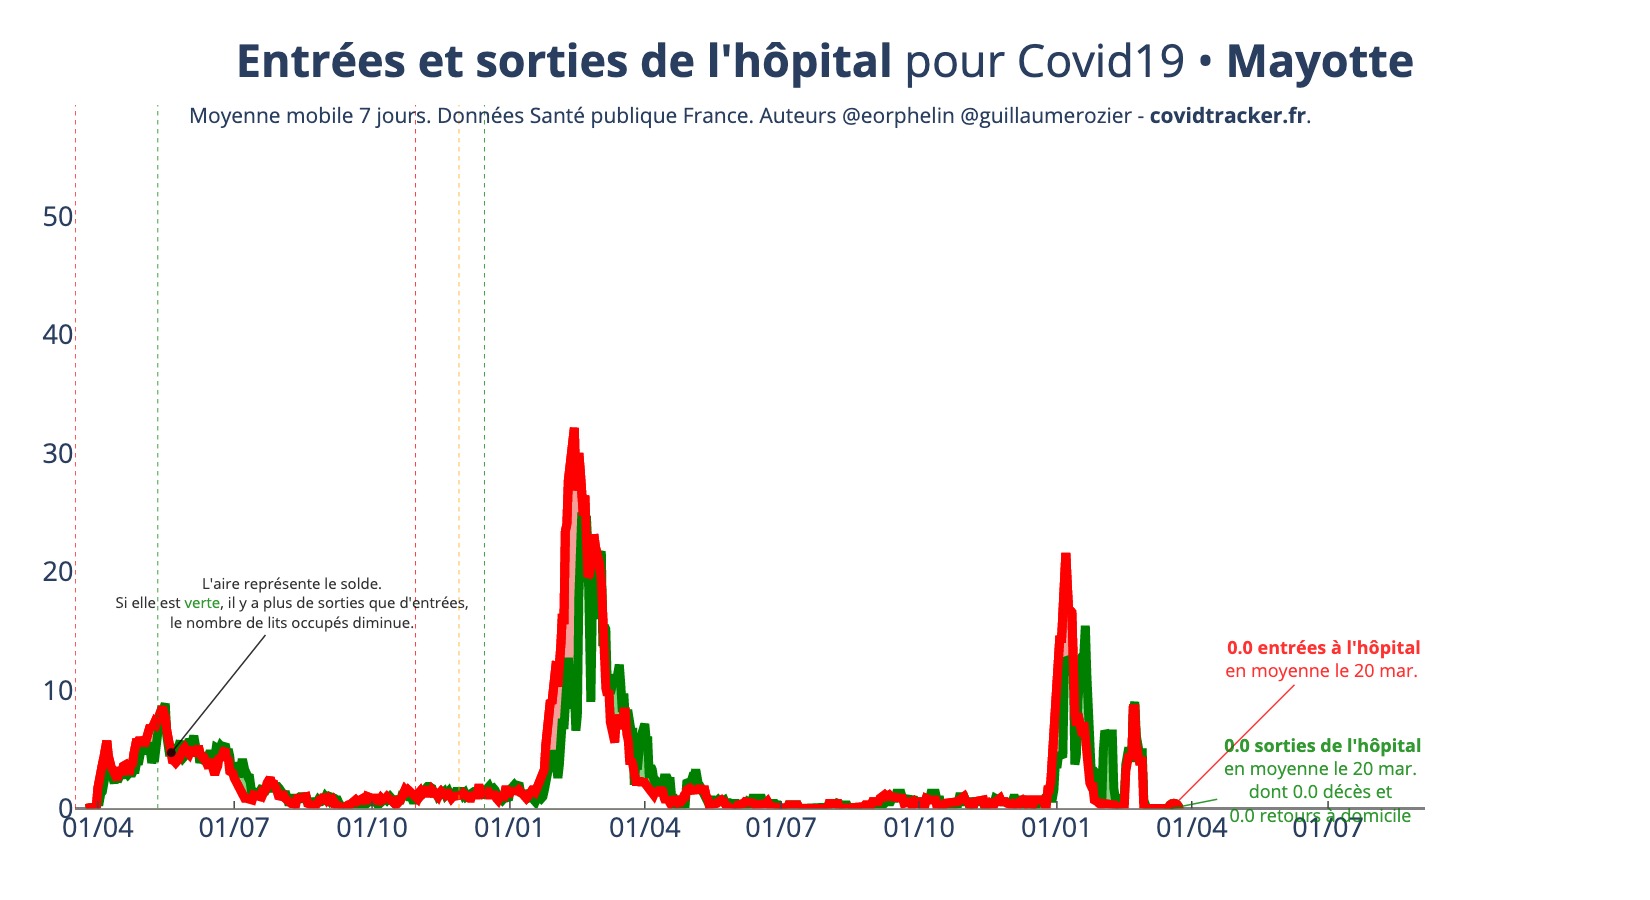 Entrées et sorties de l'hôpital pour Covid19 • Mayotte
Moyenne mobile 7 jours. Données Santé publique France. Auteurs @eorphelin @guillaumerozier - covidtracker.fr.
50
40
30
20
10
0
L'aire représente le solde.
Si elle est verte, il y a plus de sorties que d'entrées,
le nombre de lits occupés diminue.
0.0 entrées à l'hôpital
en moyenne le 20 mar.
0.0 sorties de l'hôpital
en moyenne le 20 mar.
dont 0.0 décès et
0.0 retours à domicile
01/04 01/07 01/10 01/01 01/04 01/07 01/10 01/01 01/04 01/07